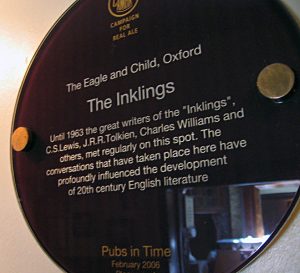 CAMPAIGN
FOR
REAL ALE
The Eagle and Child, Oxford
The Inklings
Until 1963 the great writers of the "Inklings",
C.S.Lewis, J.R.R.Tolkien, Charles Williams and
others, met regularly on this spot. The
conversations that have taken place here have
profoundly influenced the development
of 20th century English literature
Pubs in Time
February 2006